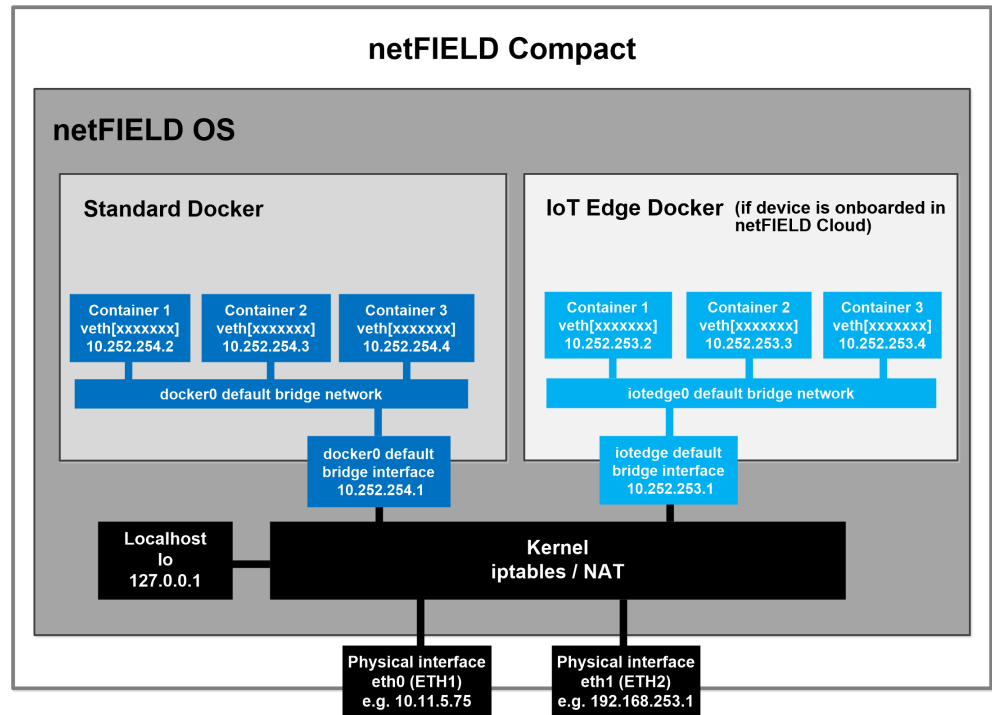 netFIELD Compact
netFIELD OS
Standard Docker
Container 1
veth[xxxxxxx]
10.252.254.2
Container 2
veth[xxxxxxx]
10.252.254.3
Container 3
veth[xxxxxxx]
10.252.254.4
docker0 default bridge network
docker0 default
bridge interface
10.252.254.1
IoT Edge Docker (if device is onboarded in
netFIELD Cloud)
Container 1
veth[xxxxxxx]
10.252.253.2
Container 2
veth[xxxxxxx]
10.252.253.3
Container 3
veth[xxxxxxx]
10.252.253.4
iotedge0 default bridge network
iotedge default
bridge interface
10.252.253.1
Localhost
lo
127.0.0.1
Kernel
iptables / NAT
Physical interface
eth0 (ETH1)
e.g. 10.11.5.75
Physical interface
eth1 (ETH2)
e.g. 192.168.253.1